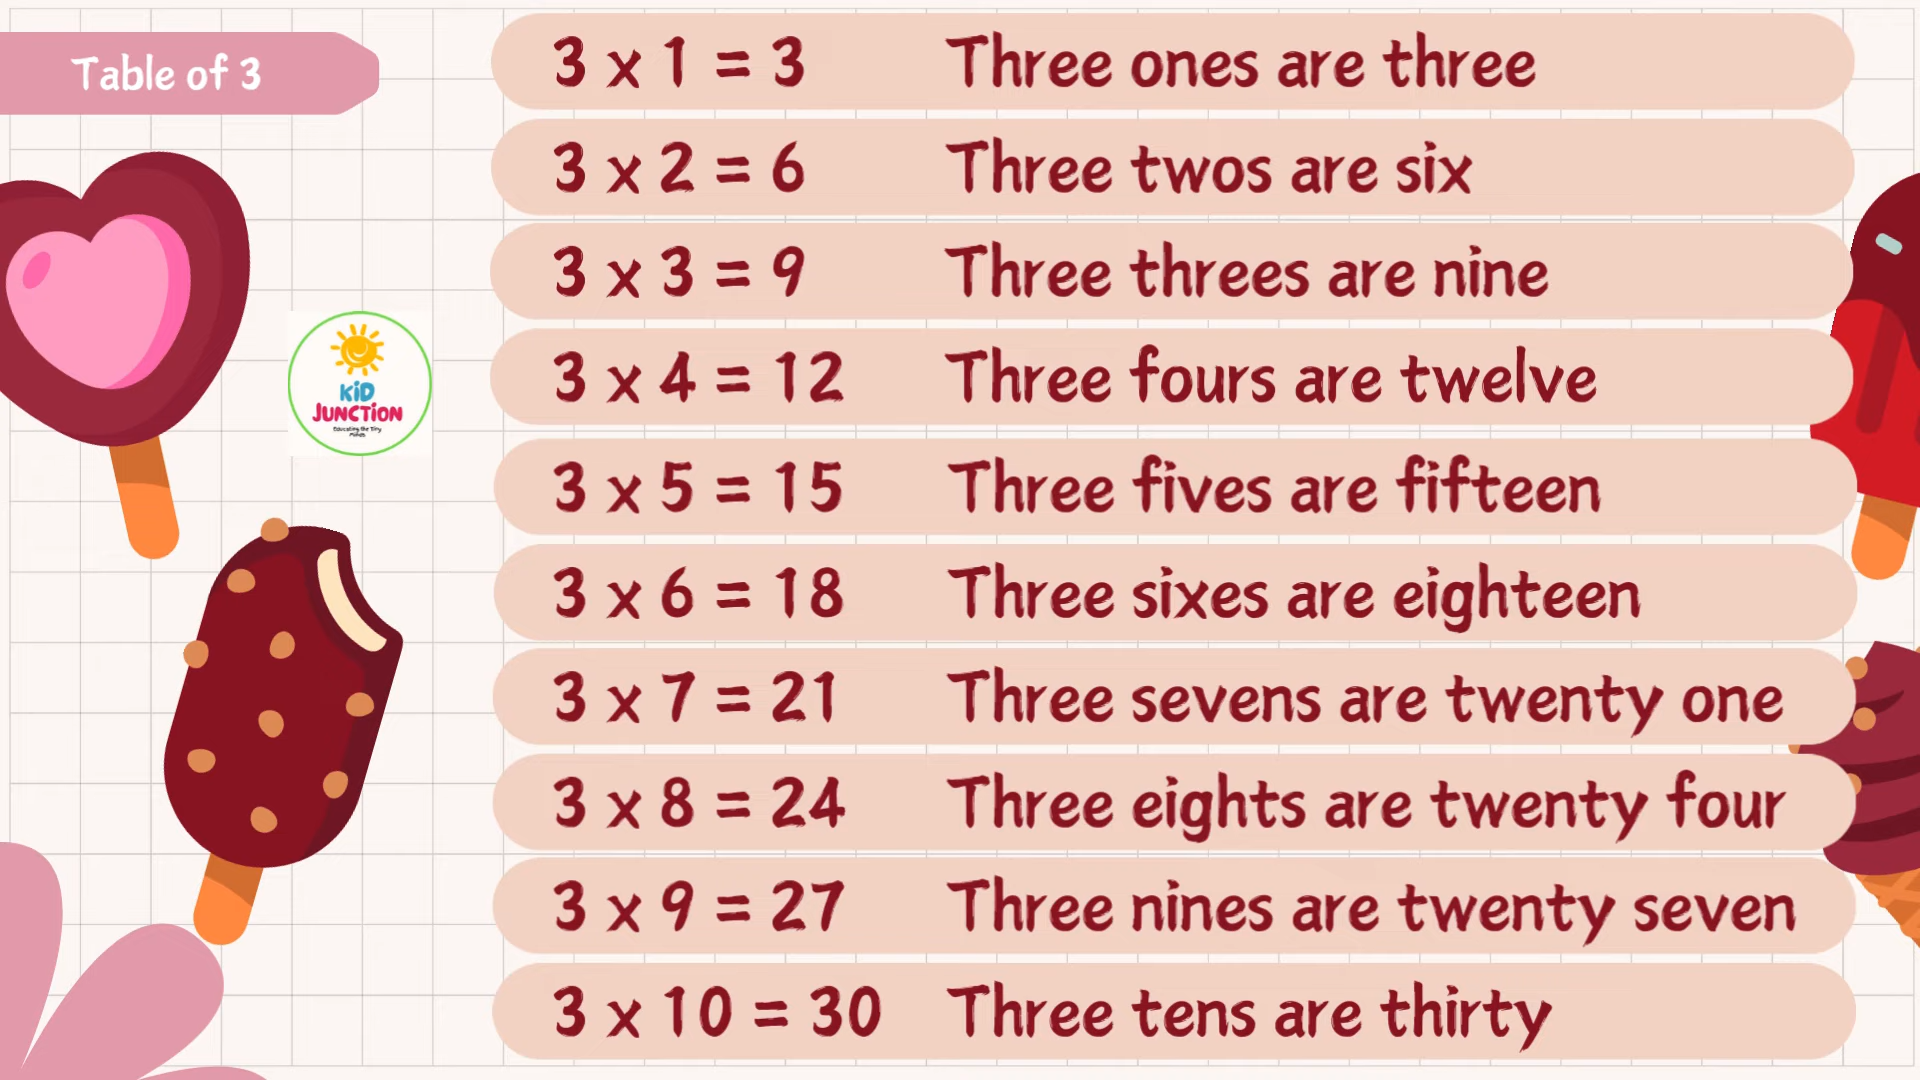 Table of 3
3 x 1 = 3 Three ones are three
3 x 2 = 6 Three twos are six
3 x 3 = 9 Three threes are nine
3 x 4 = 12 Three fours are twelve
3 x 5 = 15 Three fives are fifteen
3 x 6 = 18 Three sixes are eighteen
3 x 7 = 21 Three sevens are twenty one
3 x 8 = 24 Three eights are twenty four
3 x 9 = 27 Three nines are twenty seven
3 x 10 = 30 Three tens are thirty
KiD
JUNCTiON
Educating the Tiny
Minds